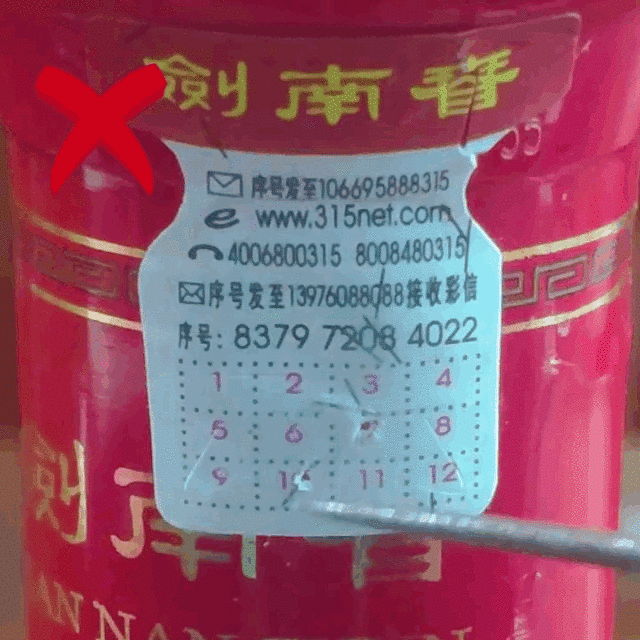 劍南春
序号发至106695888315
www.315net.com
4006800315 8008480315
序号发至13976088088接收彩信
序号: 8379 7208 4022
1 2 3 4
5 6 8
9 11 12
劍南春